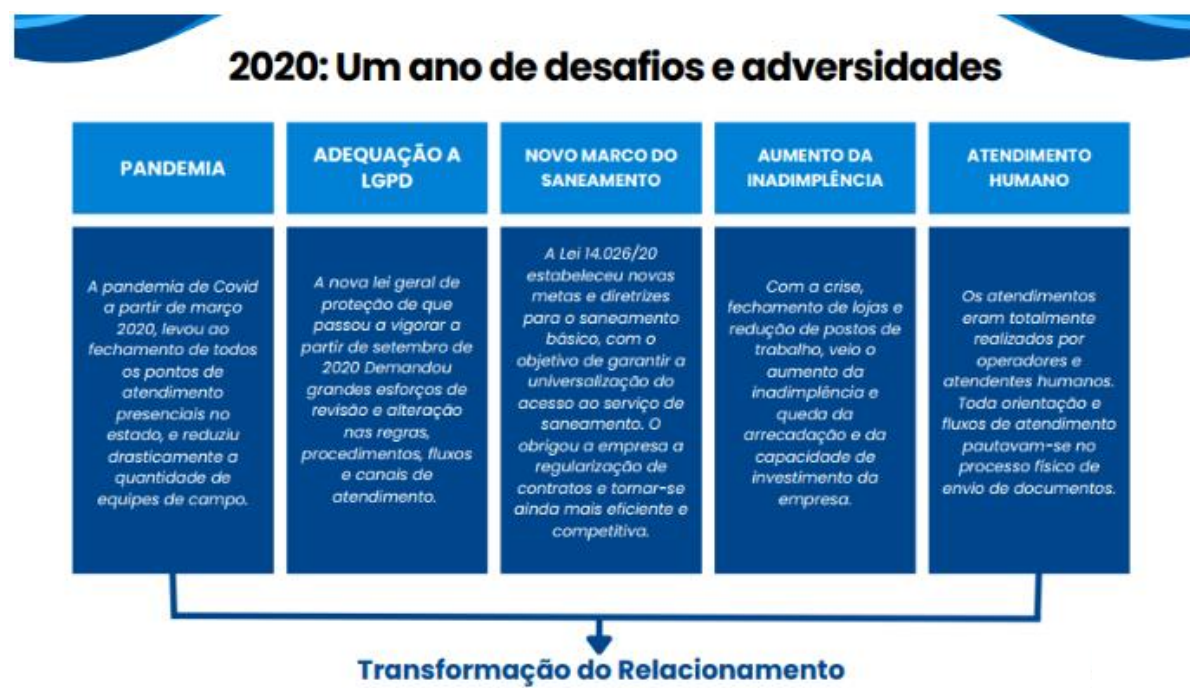 2020: Um ano de desafios e adversidades
PANDEMIA
A pandemia de Covid
a partir de março
2020, levou ao
fechamento de todos
os pontos de
atendimento
presenciais no
estado, e reduziu
drasticamente a
quantidade de
equipes de campo.
ADEQUAÇÃO A
LGPD
A nova lei geral de
proteção de que
passou a vigorar a
partir de setembro de
2020 Demandou
grandes esforços de
revisão e alteração
nas regras,
procedimentos, fluxos
e canais de
atendimento.
NOVO MARCO DO
SANEAMENTO
A Lei 14.026/20
estabeleceu novas
metas e diretrizes
para o saneamento
básico, com o
objetivo de garantir a
universalização do
acesso ao serviço de
saneamento. O
obrigou a empresa a
regularização de
contratos e tornar-se
ainda mais eficiente e
competitiva.
AUMENTO DA
INADIMPLÊNCIA
Com a crise,
fechamento de lojas e
redução de postos de
trabalho, veio o
aumento da
inadimplência e
queda da
arrecadação e da
capacidade de
investimento da
empresa.
ATENDIMENTO
HUMANO
Os atendimentos
eram totalmente
realizados por
operadores e
atendentes humanos.
Toda orientação e
fluxos de atendimento
pautavam-se no
processo físico de
envio de documentos.
Transformação do Relacionamento